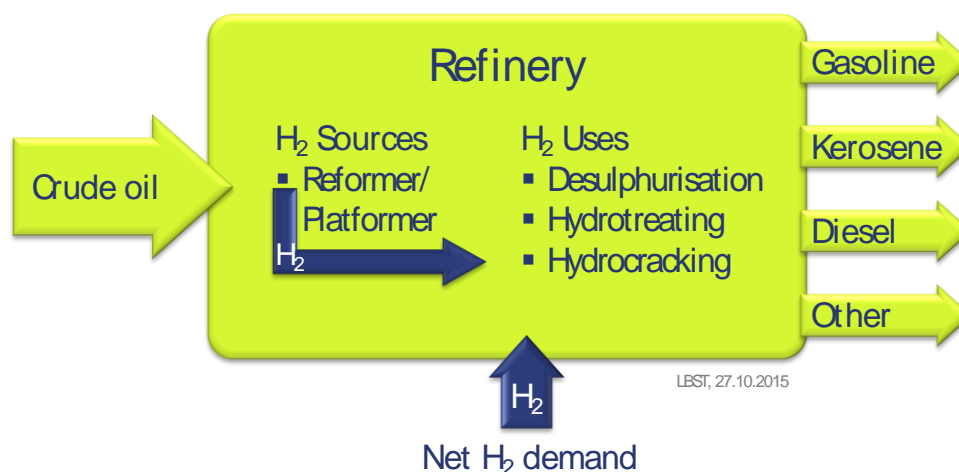 Refinery
Crude oil
H₂ Sources
▪ Reformer/
Platformer
H₂
H₂ Uses
▪ Desulphurisation
▪ Hydrotreating
▪ Hydrocracking
Gasoline
Kerosene
Diesel
Other
LBST, 27.10.2015
H₂
Net H₂ demand